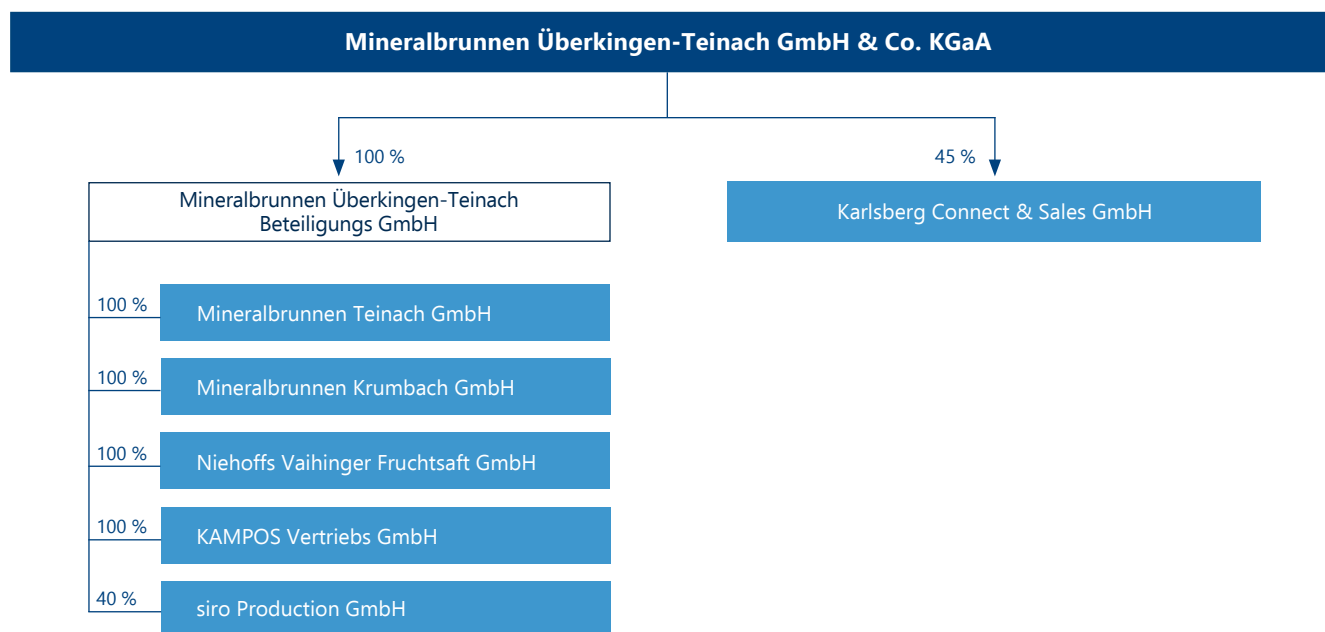 Mineralbrunnen Überkingen-Teinach GmbH & Co. KGaA
100 %
45 %
Mineralbrunnen Überkingen-Teinach
Beteiligungs GmbH
Karlsberg Connect & Sales GmbH
100 %
Mineralbrunnen Teinach GmbH
100 %
Mineralbrunnen Krumbach GmbH
100 %
Niehoffs Vaihinger Fruchtsaft GmbH
100 %
KAMPOS Vertriebs GmbH
40 %
siro Production GmbH